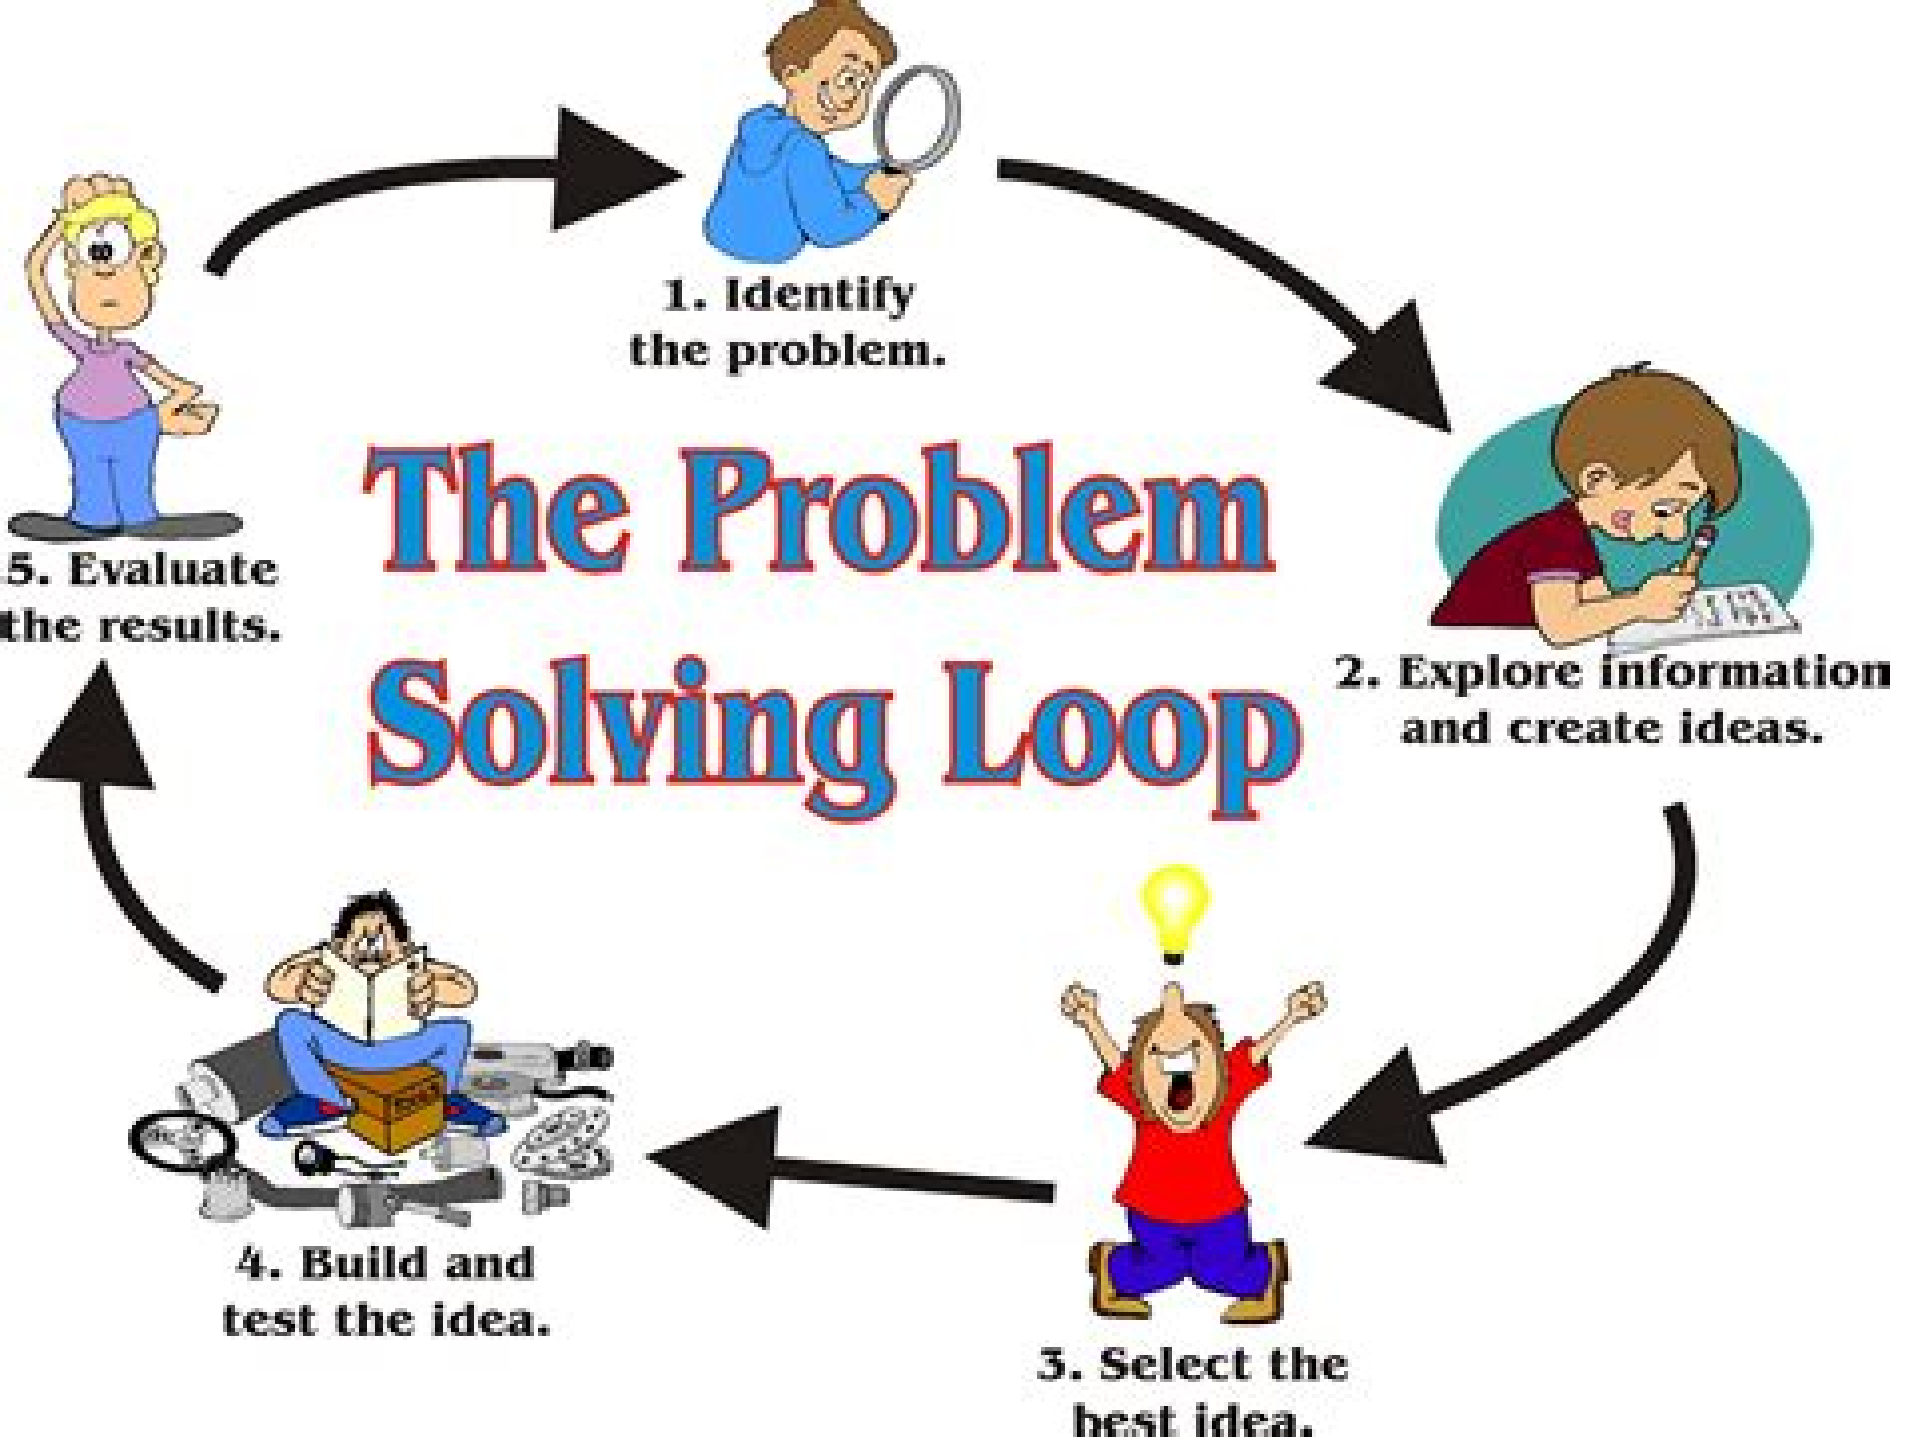 1. Identify
the problem.
The Problem
Solving Loop
2. Explore information
and create ideas.
3. Select the
best idea.
4. Build and
test the idea.
5. Evaluate
the results.